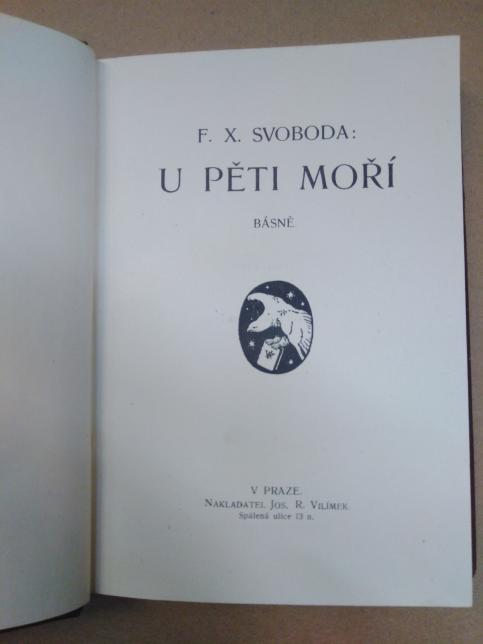 F. X. SVOBODA:
U PĚTI MOŘÍ
BÁSNĚ
V PRAZE.
NAKLADATEL JOS. R. VILÍMEK
Spálená ulice 13 n.